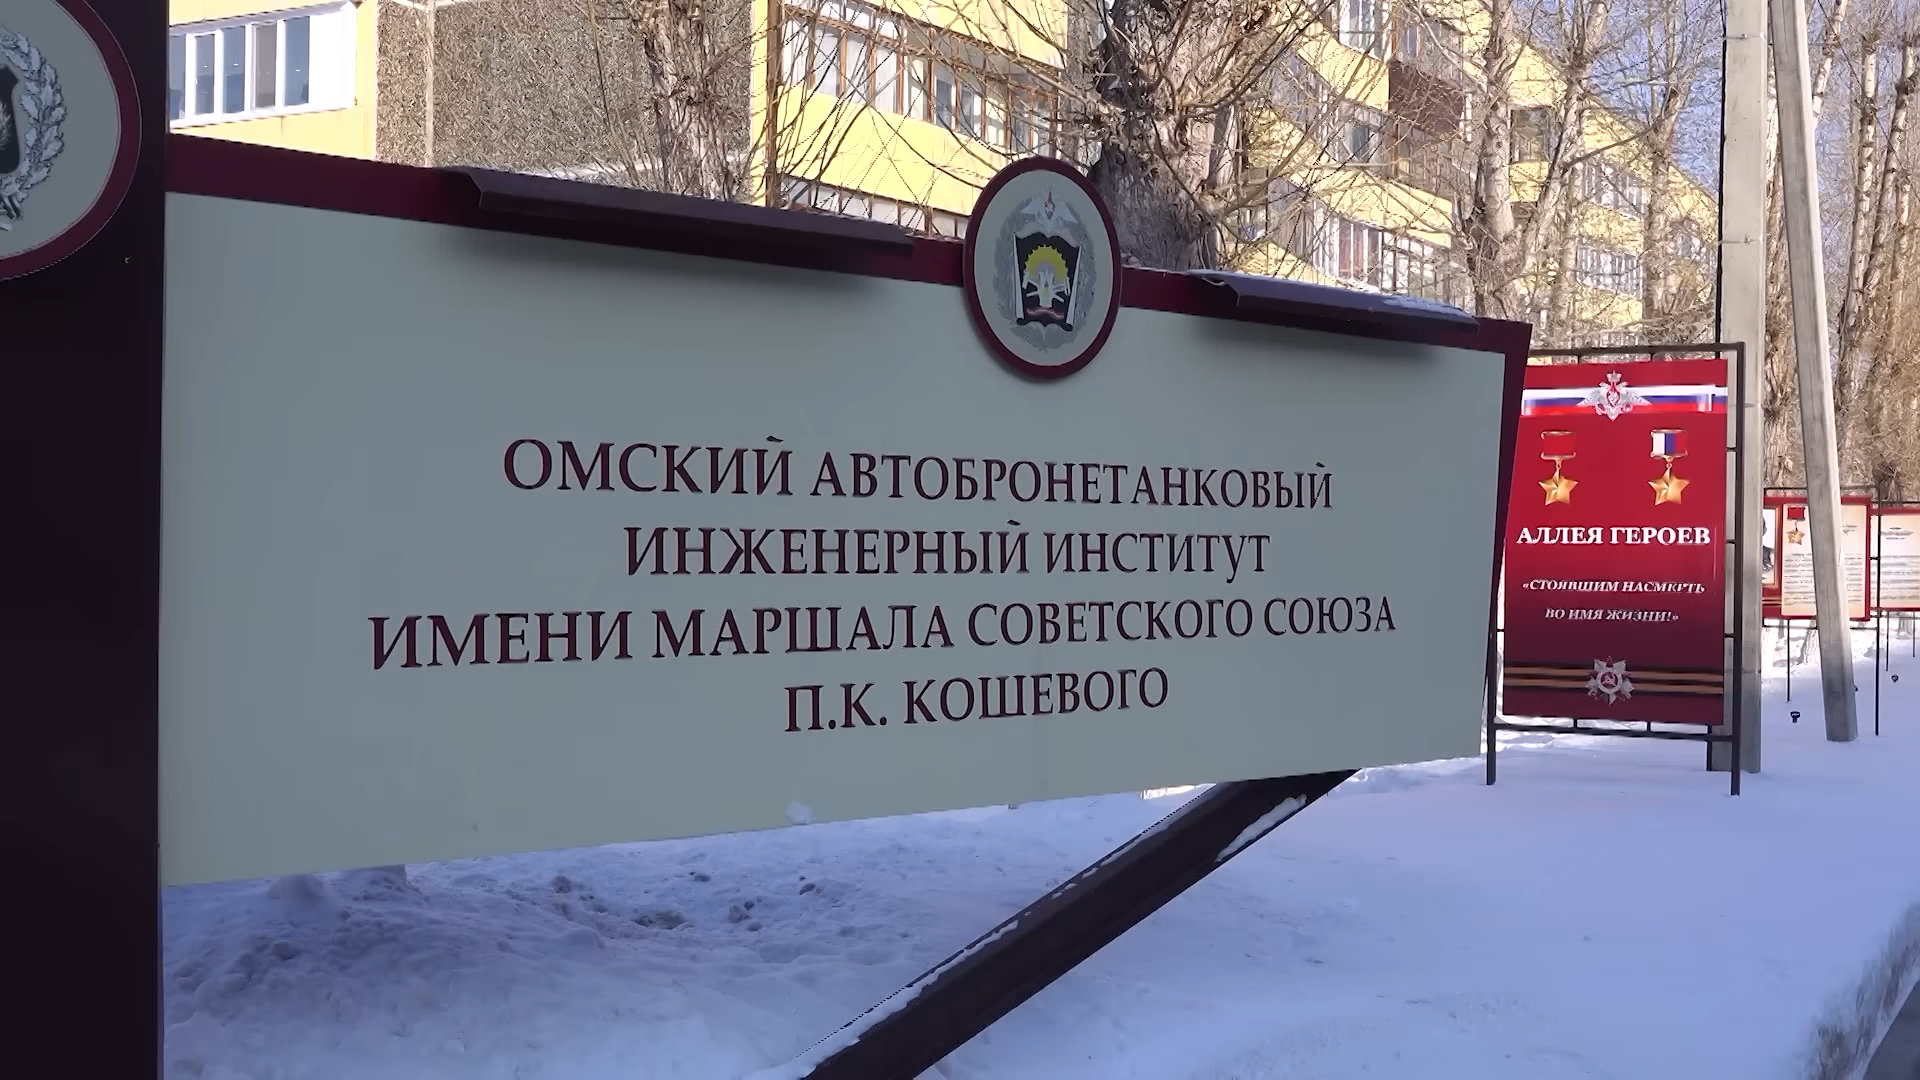 ОМСКИЙ АВТОБРОНЕТАНКОВЫЙ
ИНЖЕНЕРНЫЙ ИНСТИТУТ
ИМЕНИ МАРШАЛА СОВЕТСКОГО СОЮЗА
П.К. КОШЕВОГО
АЛЛЕЯ ГЕРОЕВ
«СТОЯВШИМ НАСМЕРТЬ
ВО ИМЯ ЖИЗНИ!»